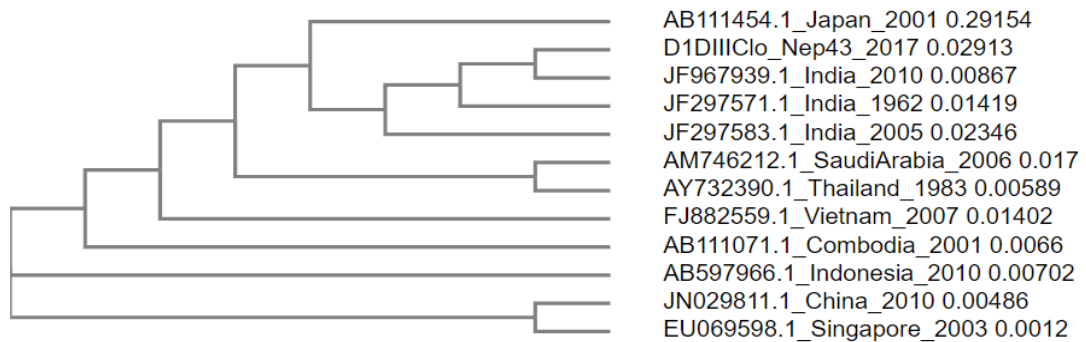 AB111454.1_Japan_2001 0.29154
D1DIIIClo_Nep43_2017 0.02913
JF967939.1_India_2010 0.00867
JF297571.1_India_1962 0.01419
JF297583.1_India_2005 0.02346
AM746212.1_SaudiArabia_2006 0.017
AY732390.1_Thailand_1983 0.00589
FJ882559.1_Vietnam_2007 0.01402
AB111071.1_Combodia_2001 0.0066
AB597966.1_Indonesia_2010 0.00702
JN029811.1_China_2010 0.00486
EU069598.1_Singapore_2003 0.0012